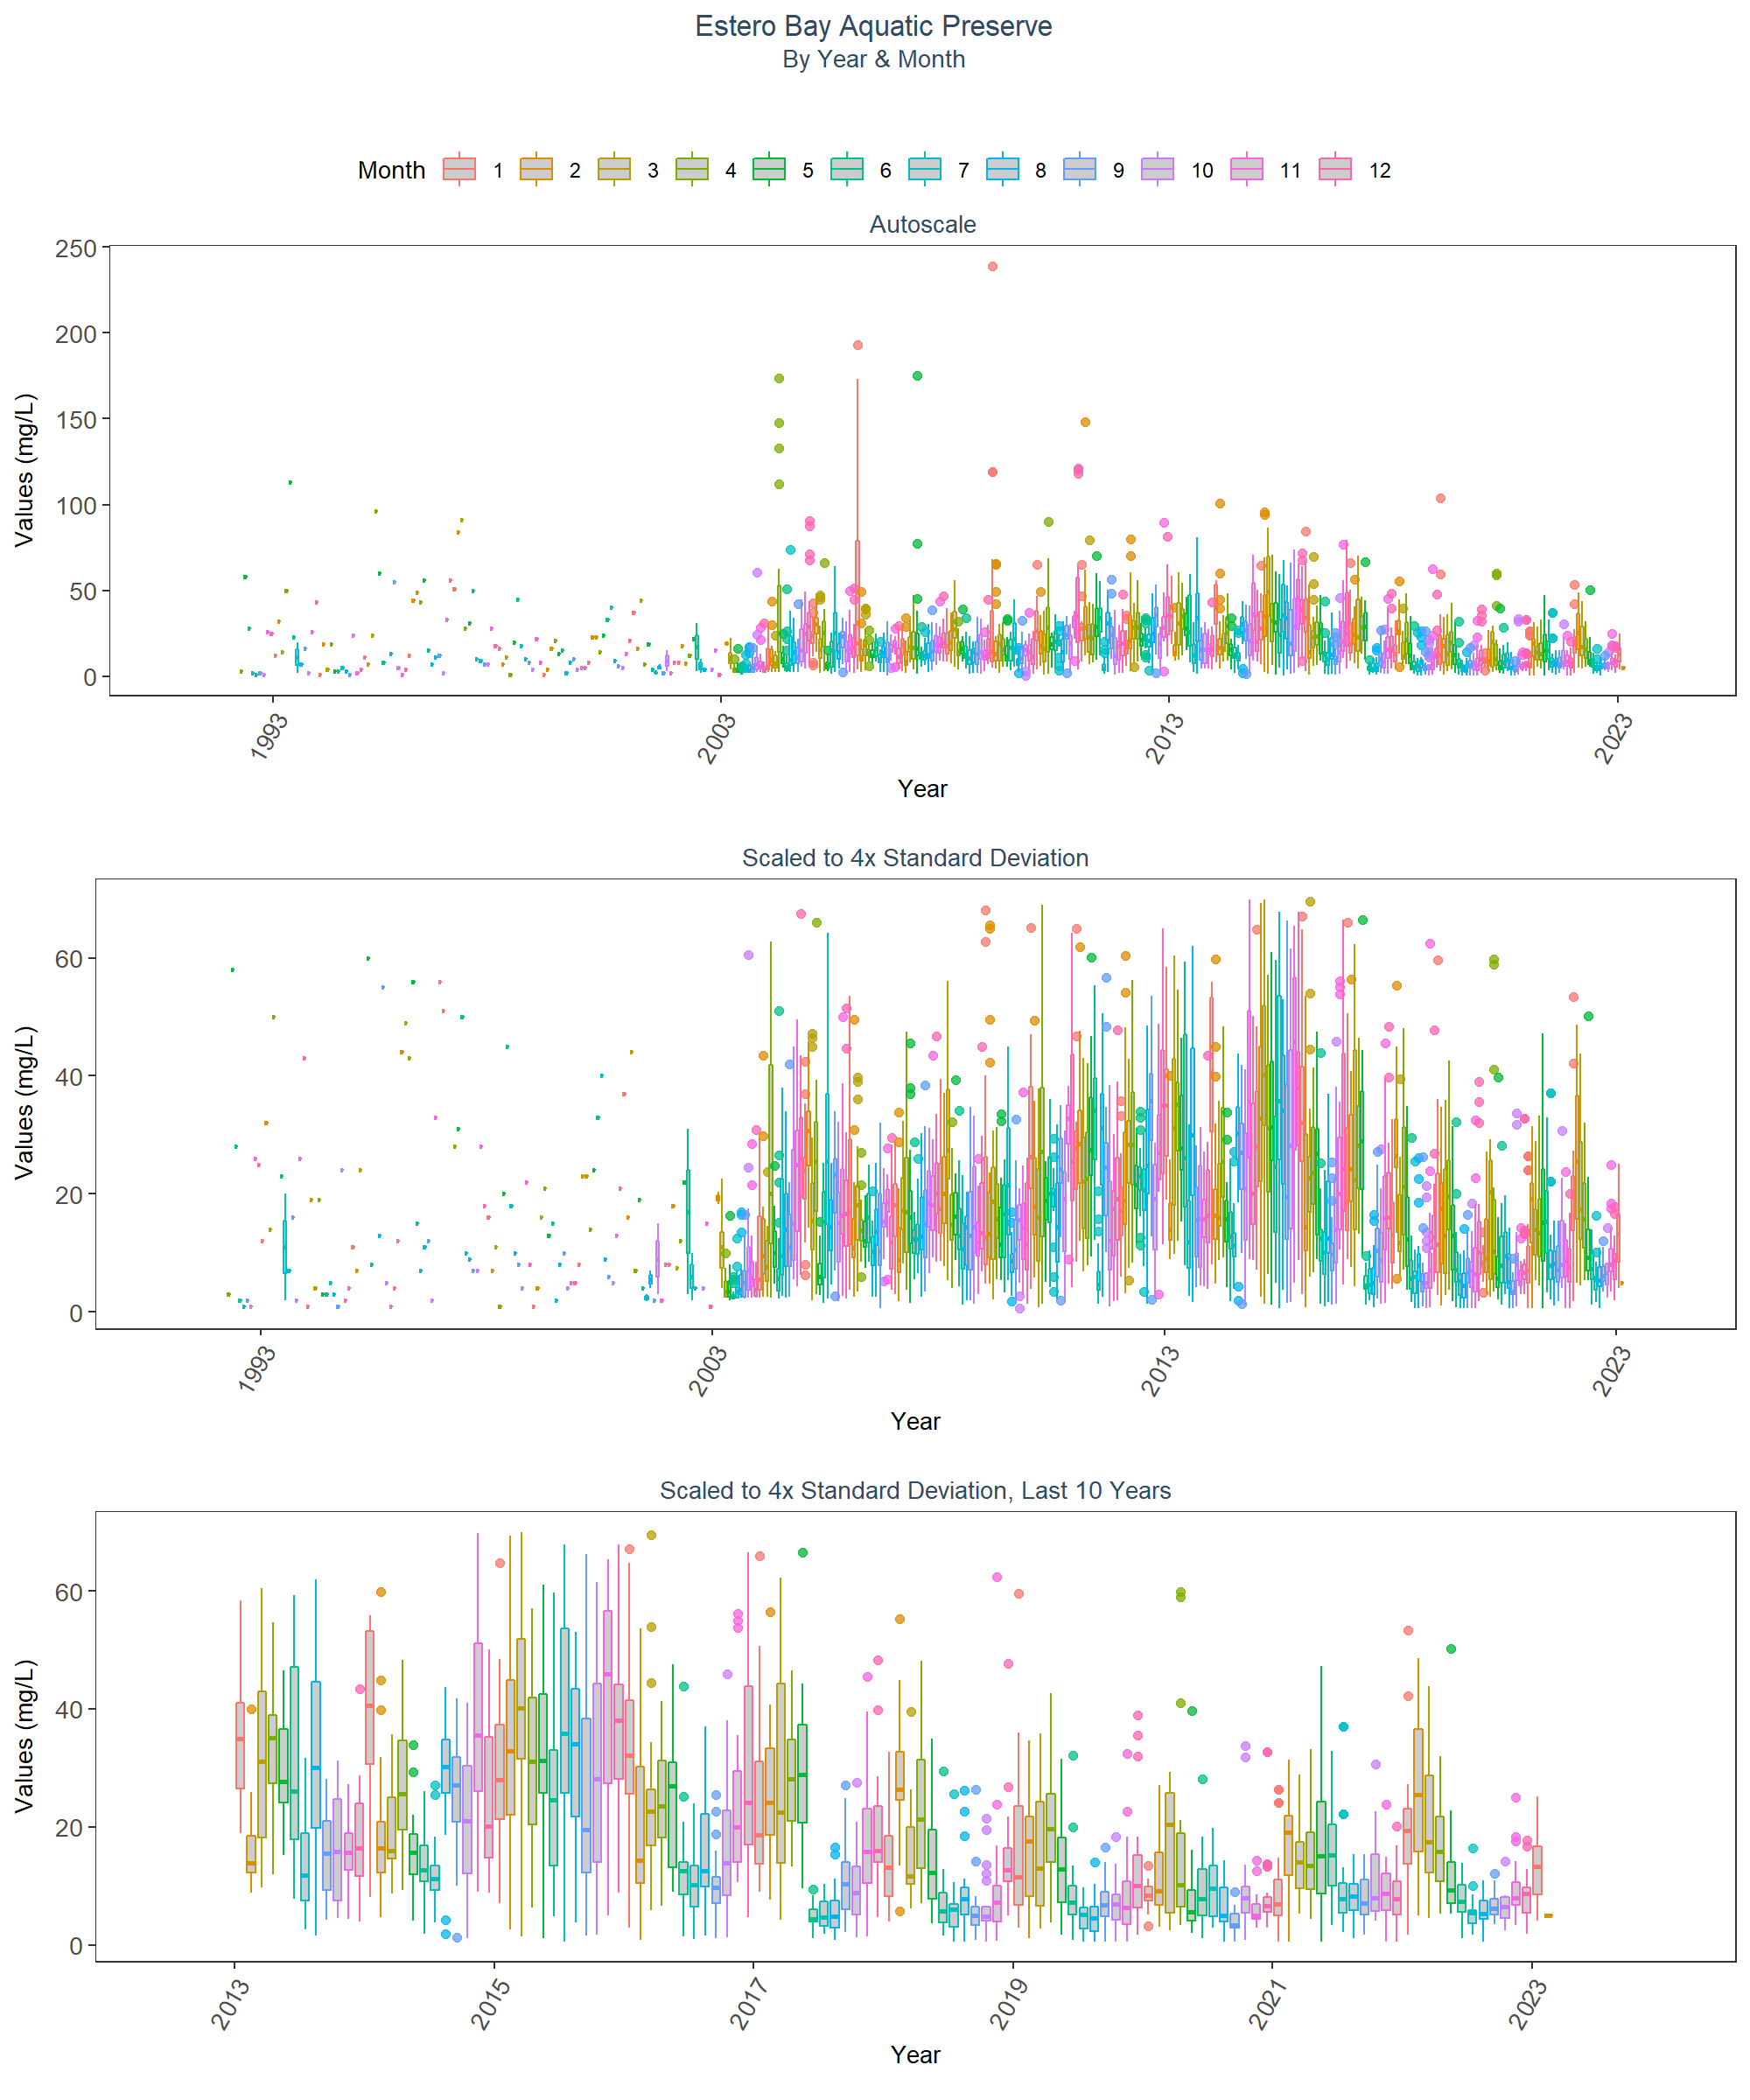 Estero Bay Aquatic Preserve
By Year & Month
Month 1 2 3 4 5 6 7 8 9 10 11 12
Autoscale
250
200
150
100
50
0
Values (mg/L)
1993 2003 2013 2023
Year
Scaled to 4x Standard Deviation
60
40
20
0
Values (mg/L)
1993 2003 2013 2023
Year
Scaled to 4x Standard Deviation, Last 10 Years
60
40
20
0
Values (mg/L)
2013 2015 2017 2019 2021 2023
Year